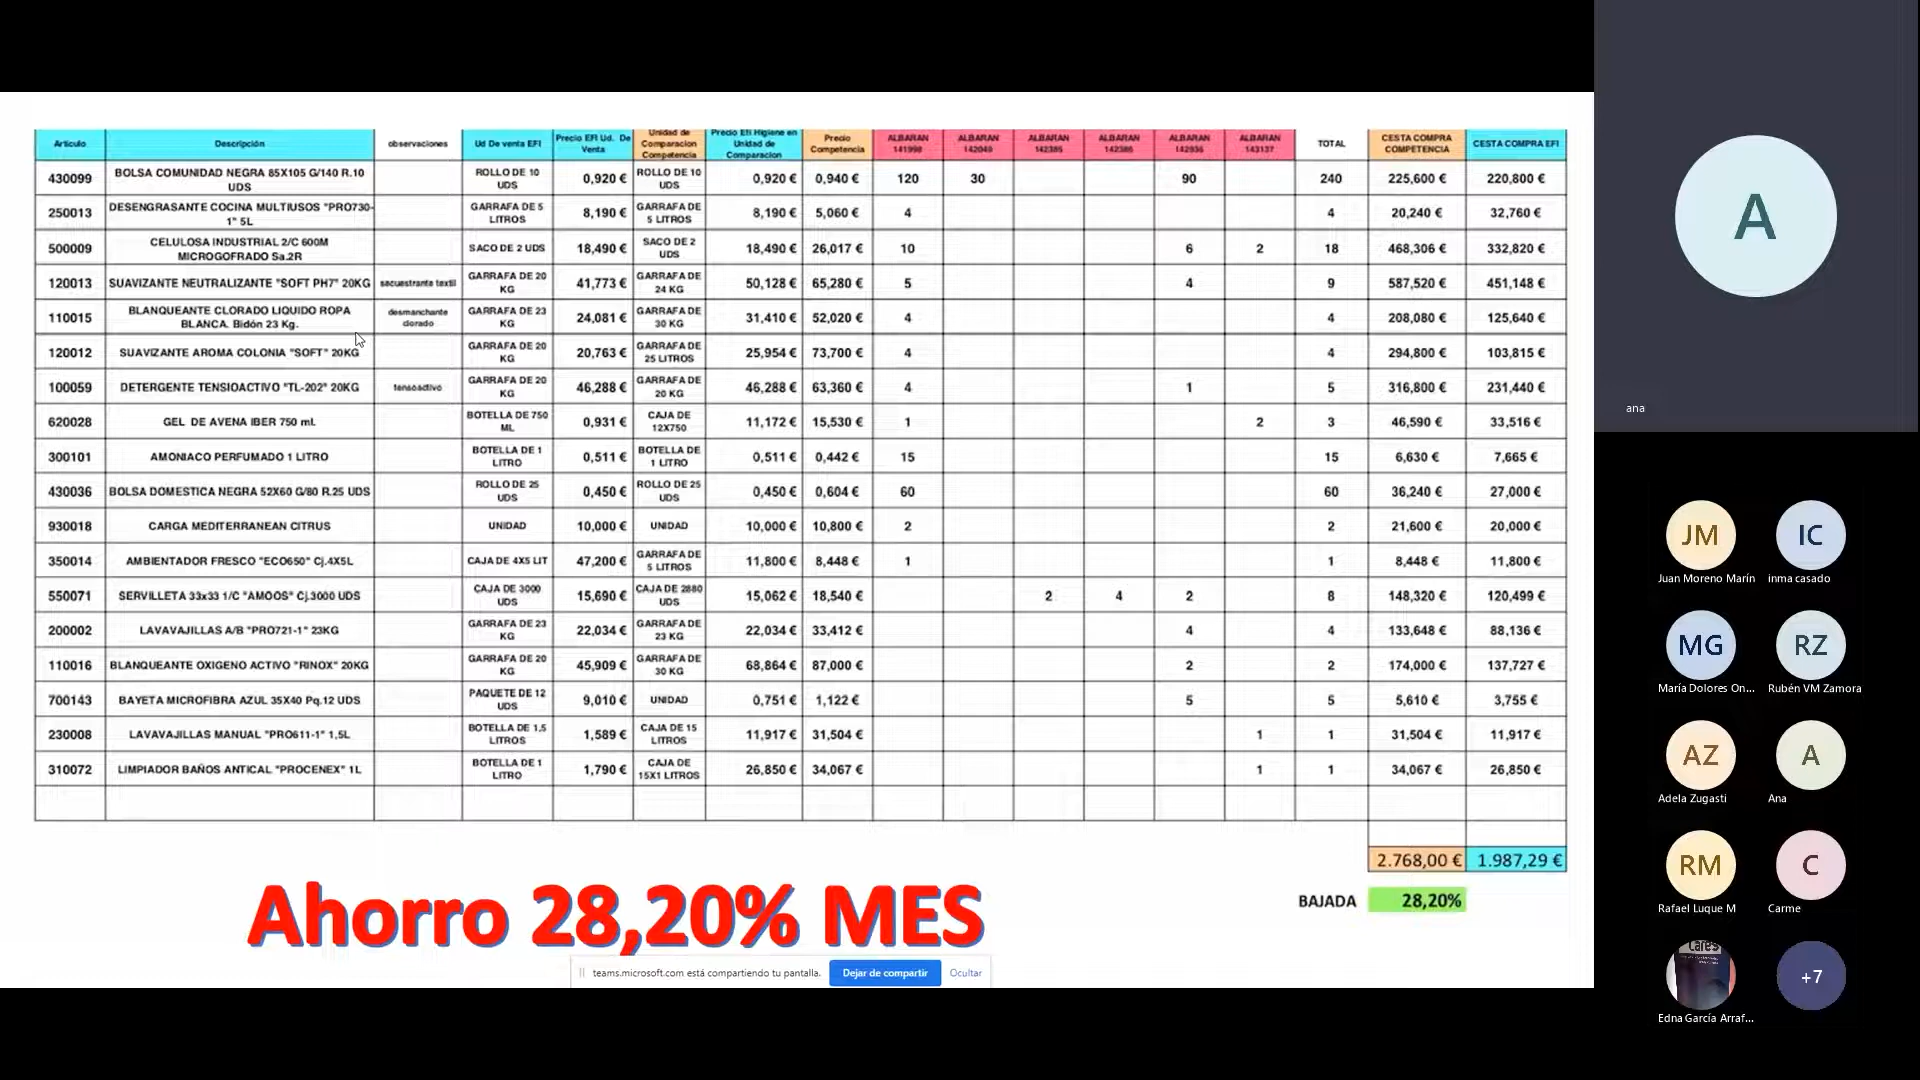 Artículo Descripción observaciones Ud De venta EFI Precio EFI Ud. De Venta Unidad de Comparacion Competencia Precio Efi Higiene en Unidad de Comparacion Precio Competencia ALBARAN 141998 ALBARAN 142049 ALBARAN 142385 ALBARAN 142386 ALBARAN 142936 ALBARAN 143137 TOTAL CESTA COMPRA COMPETENCIA CESTA COMPRA EFI
430099 BOLSA COMUNIDAD NEGRA 85X105 G/140 R.10 UDS ROLLO DE 10 UDS 0,920 € ROLLO DE 10 UDS 0,920 € 0,940 € 120 30 90 240 225,600 € 220,800 €
250013 DESENGRASANTE COCINA MULTIUSOS "PRO730-1" 5L GARRAFA DE 5 LITROS 8,190 € GARRAFA DE 5 LITROS 8,190 € 5,060 € 4 4 20,240 € 32,760 €
500009 CELULOSA INDUSTRIAL 2/C 600M MICROGOFRADO Sa.2R SACO DE 2 UDS 18,490 € SACO DE 2 UDS 18,490 € 26,017 € 10 6 2 18 468,306 € 332,820 €
120013 SUAVIZANTE NEUTRALIZANTE "SOFT PH7" 20KG secuestrante textil GARRAFA DE 20 KG 41,773 € GARRAFA DE 24 KG 50,128 € 65,280 € 5 4 9 587,520 € 451,148 €
110015 BLANQUEANTE CLORADO LIQUIDO ROPA BLANCA. Bidón 23 Kg. desmanchante clorado GARRAFA DE 23 KG 24,081 € GARRAFA DE 30 KG 31,410 € 52,020 € 4 4 208,080 € 125,640 €
120012 SUAVIZANTE AROMA COLONIA "SOFT" 20KG GARRAFA DE 20 KG 20,763 € GARRAFA DE 25 LITROS 25,954 € 73,700 € 4 4 294,800 € 103,815 €
100059 DETERGENTE TENSIOACTIVO "TL-202" 20KG tensoactivo GARRAFA DE 20 KG 46,288 € GARRAFA DE 20 KG 46,288 € 63,360 € 4 1 5 316,800 € 231,440 €
620028 GEL DE AVENA IBER 750 ml. BOTELLA DE 750 ML 0,931 € CAJA DE 12X750 11,172 € 15,530 € 1 2 3 46,590 € 33,516 €
300101 AMONIACO PERFUMADO 1 LITRO BOTELLA DE 1 LITRO 0,511 € BOTELLA DE 1 LITRO 0,511 € 0,442 € 15 15 6,630 € 7,665 €
430036 BOLSA DOMESTICA NEGRA 52X60 G/80 R.25 UDS ROLLO DE 25 UDS 0,450 € ROLLO DE 25 UDS 0,450 € 0,604 € 60 60 36,240 € 27,000 €
930018 CARGA MEDITERRANEAN CITRUS UNIDAD 10,000 € UNIDAD 10,000 € 10,800 € 2 2 21,600 € 20,000 €
350014 AMBIENTADOR FRESCO "ECO650" Cj.4X5L CAJA DE 4X5 LIT 47,200 € GARRAFA DE 5 LITROS 11,800 € 8,448 € 1 1 8,448 € 11,800 €
550071 SERVILLETA 33x33 1/C "AMOOS" Cj.3000 UDS CAJA DE 3000 UDS 15,690 € CAJA DE 2880 UDS 15,062 € 18,540 € 2 4 2 8 148,320 € 120,499 €
200002 LAVAVAJILLAS A/B "PRO721-1" 23KG GARRAFA DE 23 KG 22,034 € GARRAFA DE 23 KG 22,034 € 33,412 € 4 4 133,648 € 88,136 €
110016 BLANQUEANTE OXIGENO ACTIVO "RINOX" 20KG GARRAFA DE 20 KG 45,909 € GARRAFA DE 30 KG 68,864 € 87,000 € 2 2 174,000 € 137,727 €
700143 BAYETA MICROFIBRA AZUL 35X40 Pq.12 UDS PAQUETE DE 12 UDS 9,010 € UNIDAD 0,751 € 1,122 € 5 5 5,610 € 3,755 €
230008 LAVAVAJILLAS MANUAL "PRO611-1" 1,5L BOTELLA DE 1,5 LITROS 1,589 € CAJA DE 15 LITROS 11,917 € 31,504 € 1 1 31,504 € 11,917 €
310072 LIMPIADOR BAÑOS ANTICAL "PROCENEX" 1L BOTELLA DE 1 LITRO 1,790 € CAJA DE 15X1 LITROS 26,850 € 34,067 € 1 1 34,067 € 26,850 €
2.768,00 € 1.987,29 €
BAJADA 28,20%
Ahorro 28,20% MES
teams.microsoft.com está compartiendo tu pantalla. Dejar de compartir Ocultar
A
ana
JM IC
Juan Moreno Marín inma casado
MG RZ
María Dolores On... Rubén VM Zamora
AZ A
Adela Zugasti Ana
RM C
Rafael Luque M Carme
Cares
+7
Edna García Arraf...